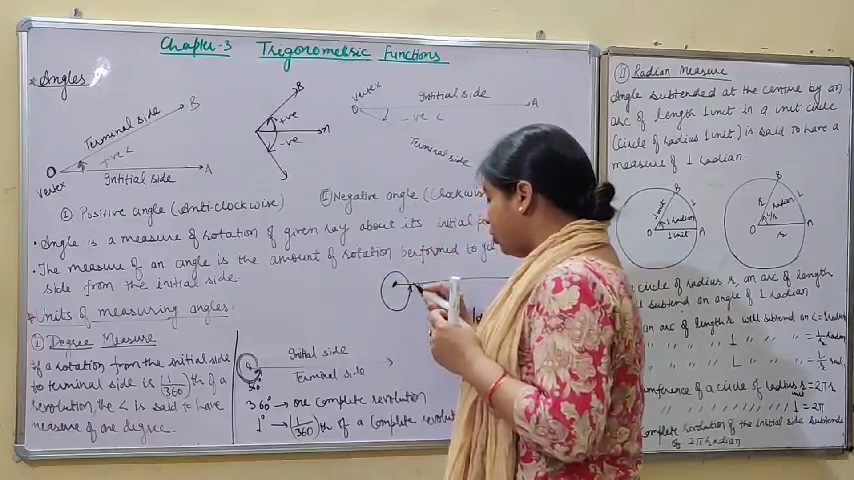 Chapter-3 Trigonometric Functions
* Angles
Terminal side
B
O
+ve <
A
vertex
Intitial side
B
+ve
A
-ve
vertex
O
Intitial side
A
-ve <
Terminal side
I Positive angle (Anti-clockwise)
II Negative angle (Clockwise
• Angle is a measure of rotation of given ray about its initial
• The measure of an angle is the amount of rotation performed to
side from the initial side.
* Units of measuring angles.
I Degree Measure
If a rotation from the initial side
to terminal side is (1/360)th of a
revolution, the < is said to have
measure of one degree.
Initial side
Terminal side
360°
360° → one complete revolution
1° → (1/360)th of a complete revolut
II Radian Measure
Angle subtended at the centre by an
arc of length 1 unit in a unit circle
(circle of radius 1 unit) is said to have a
measure of 1 radian.
B
1 unit
1 radian
O
1 unit
A
B
L
r
radian
O
r
A
circle of radius r, an arc of length
subtend an angle of 1 radian
an arc of length r will subtend an < = 1 radian
" " " 1 " " " = 1/r
" " " L " " " = L/r
umference of a circle of radius r = 2πr
unit
1 = 2π
complete revolution of the initial side subtends
2π radian